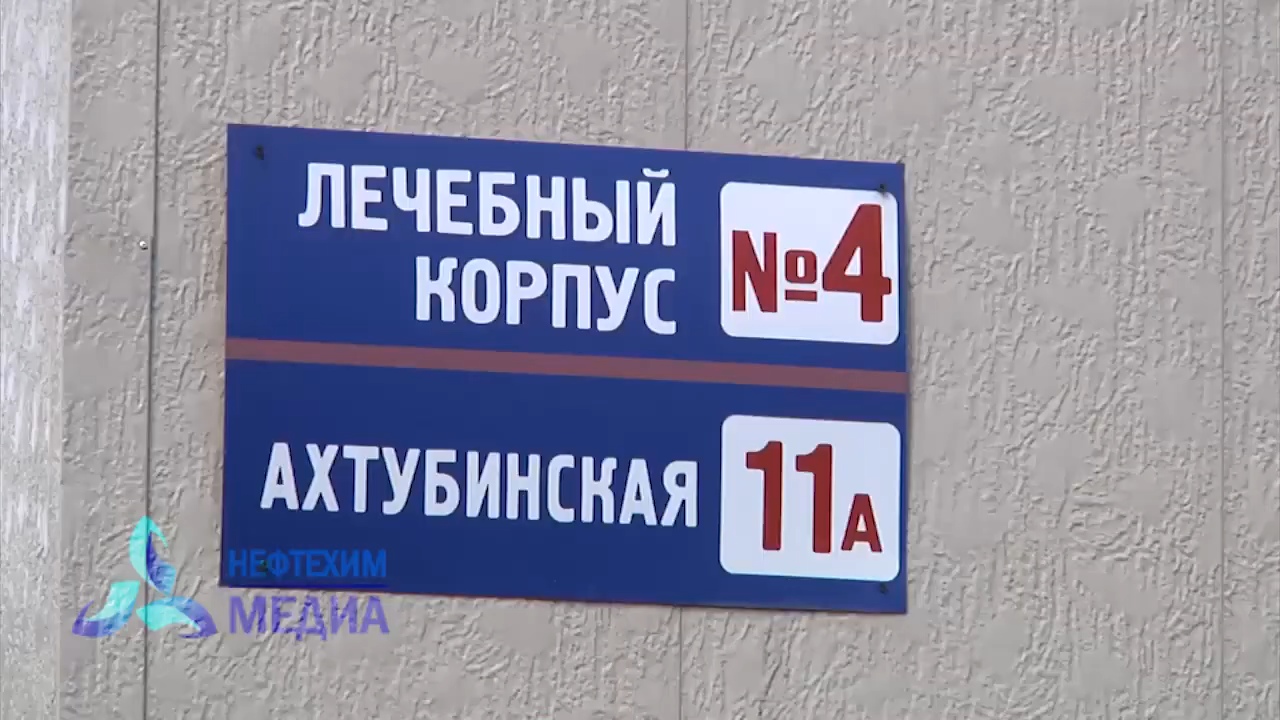 ЛЕЧЕБНЫЙ
КОРПУС
№4
АХТУБИНСКАЯ
11А
НЕФТЕХИМ
МЕДИА